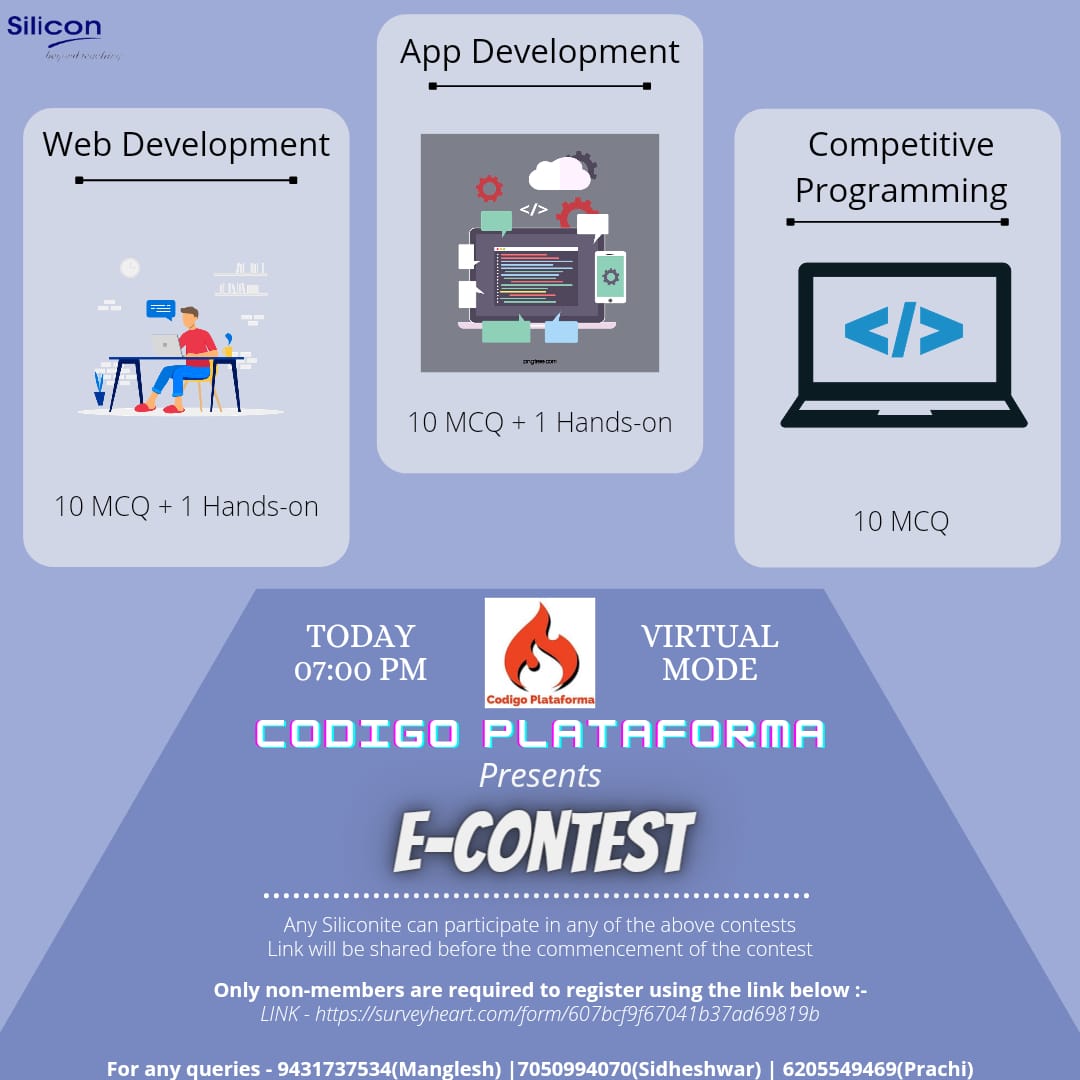 Silicon
beyond teaching
App Development
Web Development
Competitive
Programming
</>
pngtree.com
</>
10 MCQ + 1 Hands-on
10 MCQ + 1 Hands-on
10 MCQ
TODAY
07:00 PM
Codigo Plataforma
VIRTUAL
MODE
CODIGO PLATAFORMA
Presents
E-CONTEST
Any Siliconite can participate in any of the above contests
Link will be shared before the commencement of the contest
Only non-members are required to register using the link below :-
LINK - https://surveyheart.com/form/607bcf9f67041b37ad69819b
For any queries - 9431737534(Manglesh) |7050994070(Sidheshwar) | 6205549469(Prachi)